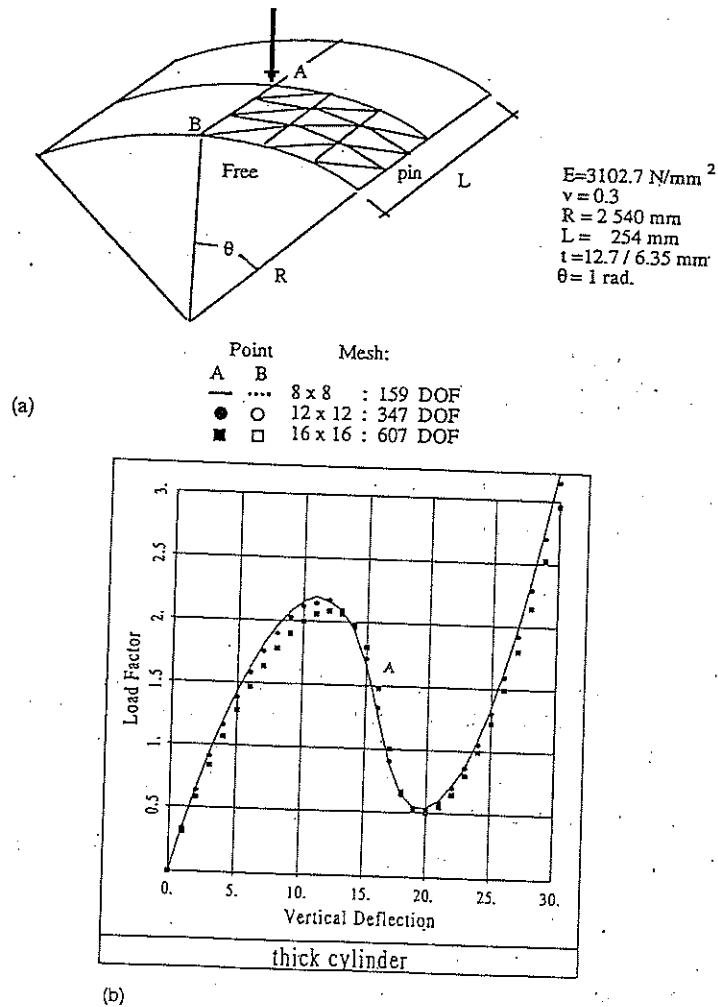 A
B
Free
pin
L
θ
R
E=3102.7 N/mm 2
ν = 0.3
R = 2 540 mm
L = 254 mm
t=12.7 / 6.35 mm
θ = 1 rad.
Point Mesh:
A B
8 x 8 : 159 DOF
12 x 12 : 347 DOF
16 x 16 : 607 DOF
(a)
3.
2.5
2.
1.5
1.
0.5
Load Factor
A
0. 5. 10. 15. 20. 25. 30.
Vertical Deflection
thick cylinder
(b)